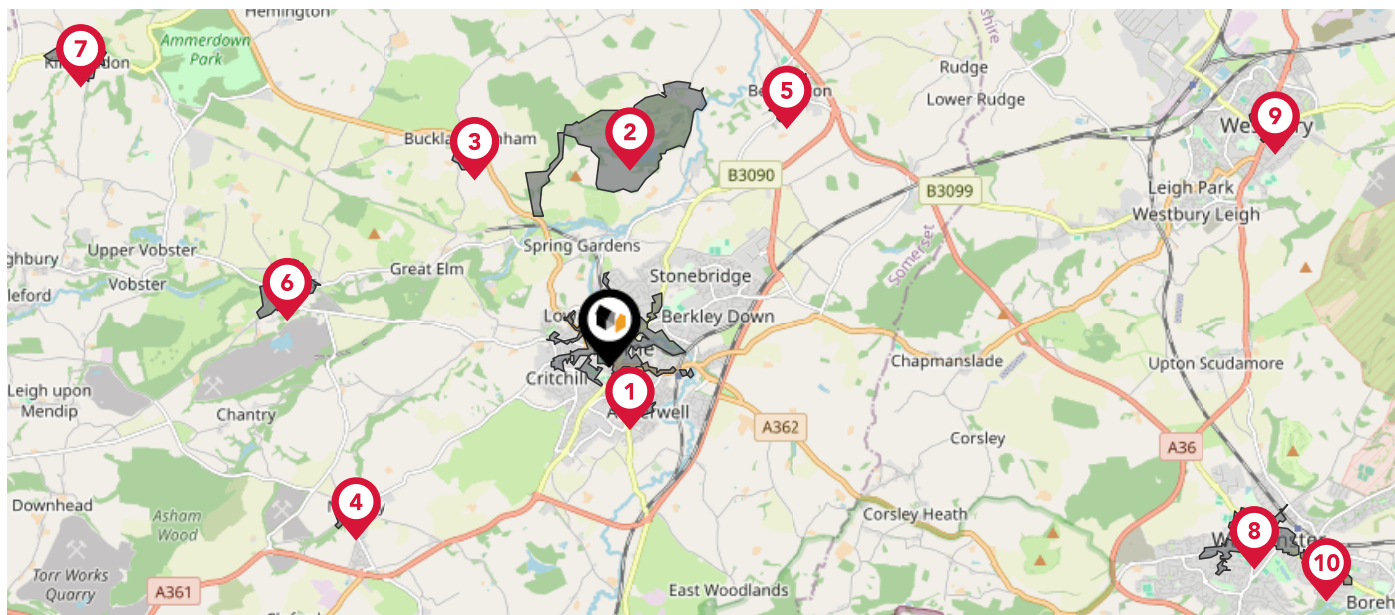 Hemington
Ammerdown
Park
7
Rudge
5
Lower Rudge
9
2
3
B3090
B3099
Leigh Park
Westbury Leigh
Somerset
shire
Spring Gardens
Upper Vobster
Vobster
Great Elm
6
Stonebridge
Berkley Down
Chapmanslade
Upton Scudamore
Critchill
Leigh upon
Mendip
1
Chantry
A362
Corsley
A36
Downhead
4
Asham
Wood
Corsley Heath
8
10
Torr Works
Quarry
A361
East Woodlands